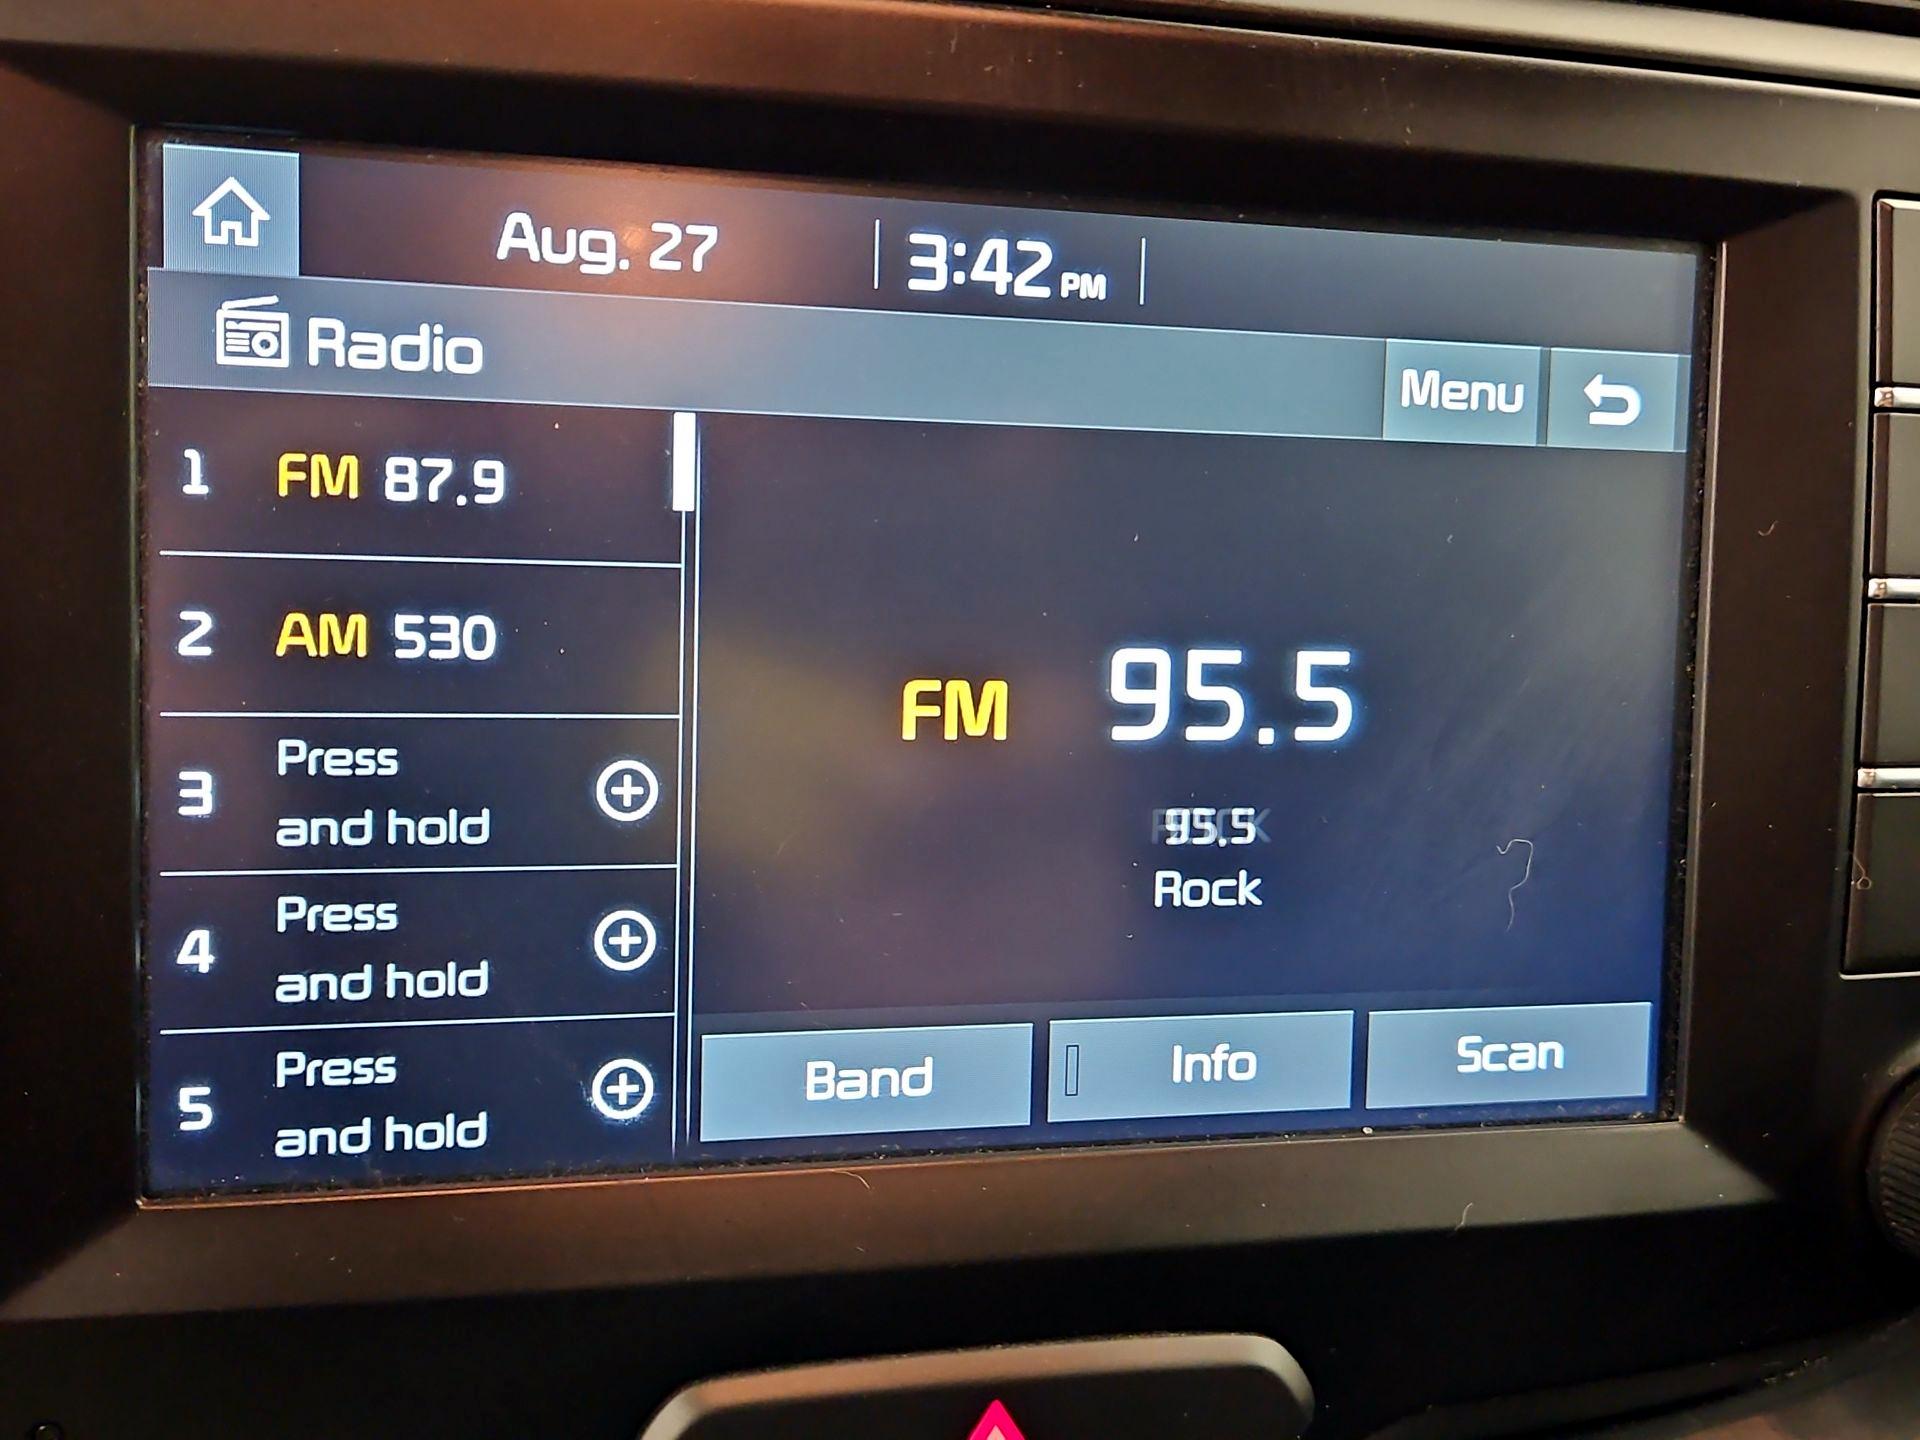 Aug. 27
3:42 PM
Radio
Menu
1 FM 87.9
2 AM 530
3 Press
and hold
4 Press
and hold
5 Press
and hold
FM 95.5
95.5
Rock
Band
Info
Scan